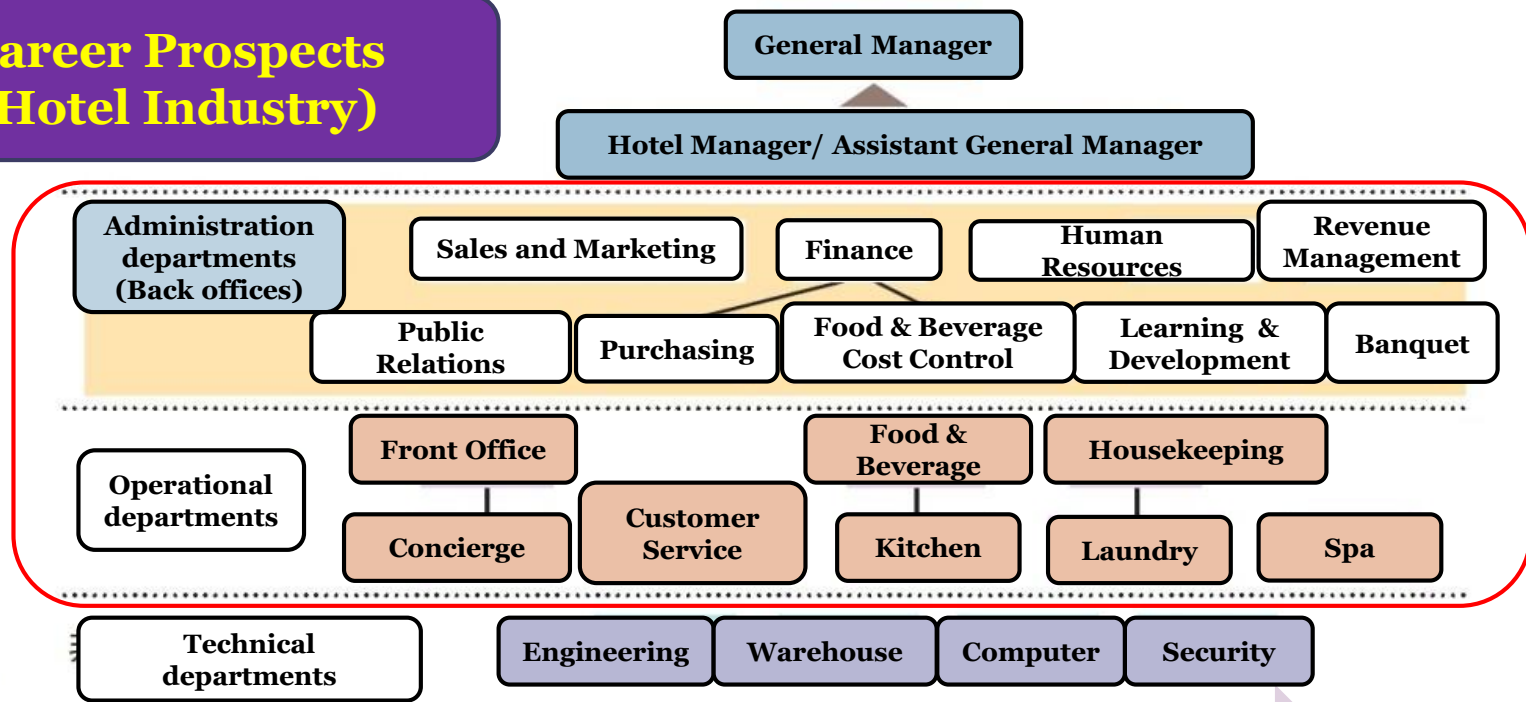 areer Prospects
Hotel Industry)
General Manager
Hotel Manager/ Assistant General Manager
Administration
departments
(Back offices)
Sales and Marketing
Finance
Human
Resources
Revenue
Management
Public
Relations
Purchasing
Food & Beverage
Cost Control
Learning &
Development
Banquet
Operational
departments
Front Office
Food &
Beverage
Housekeeping
Concierge
Customer
Service
Kitchen
Laundry
Spa
Technical
departments
Engineering
Warehouse
Computer
Security